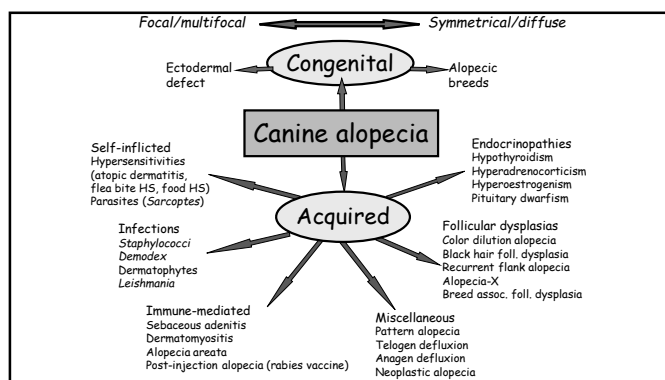 Focal/multifocal
Symmetrical/diffuse
Congenital
Ectodermal
defect
Alopecic
breeds
Canine alopecia
Self-inflicted
Hypersensitivities
(atopic dermatitis,
flea bite HS, food HS)
Parasites (Sarcoptes)
Endocrinopathies
Hypothyroidism
Hyperadrenocorticism
Hyperoestrogenism
Pituitary dwarfism
Acquired
Infections
Staphylococci
Demodex
Dermatophytes
Leishmania
Follicular dysplasias
Color dilution alopecia
Black hair foll. dysplasia
Recurrent flank alopecia
Alopecia-X
Breed assoc. foll. dysplasia
Immune-mediated
Sebaceous adenitis
Dermatomyositis
Alopecia areata
Post-injection alopecia (rabies vaccine)
Miscellaneous
Pattern alopecia
Telogen defluxion
Anagen defluxion
Neoplastic alopecia